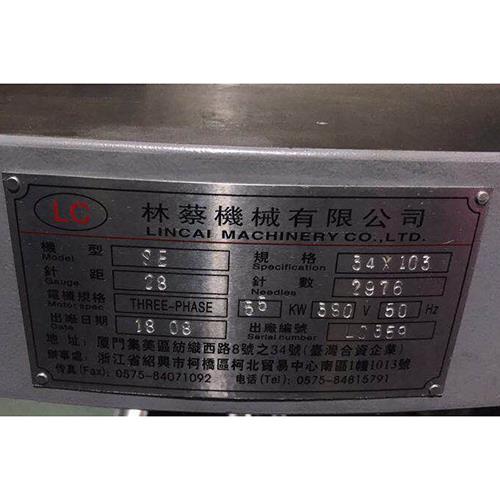 LC
林蔡機械有限公司
LINCAI MACHINERY CO.,LTD.
機型 Model SE 規格 Specification 34X103
針距 Gauge 28 針數 Needles 2976
電機規格 Motor spec THREE-PHASE 55 KW 380 V 50 Hz
出廠日期 Date 18 08 出廠編號 Serial number LC359
地址: 廈門集美區紡織西路8號之34號(臺灣合資企業)
辦事處: 浙江省紹興市柯橋區柯北貿易中心南區1幢1013號
传真(Fax): 0575-84071092 电话(Tel): 0575-84815791